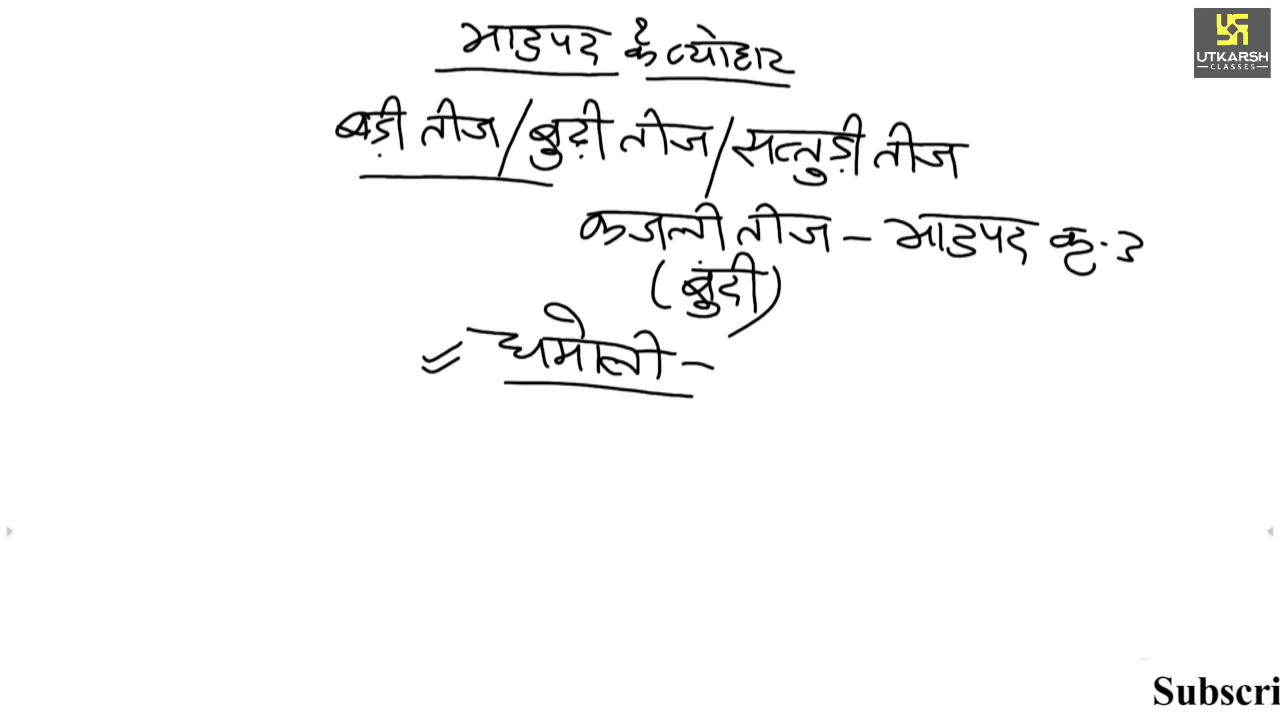 भाद्रपद के त्योहार
UTKARSH
CLASSES
बड़ी तीज / बुढ़ी तीज / सत्तुड़ी तीज
कजली तीज – भाद्रपद कृ. 3
(बुंदी)
= धमोली –
Subscri